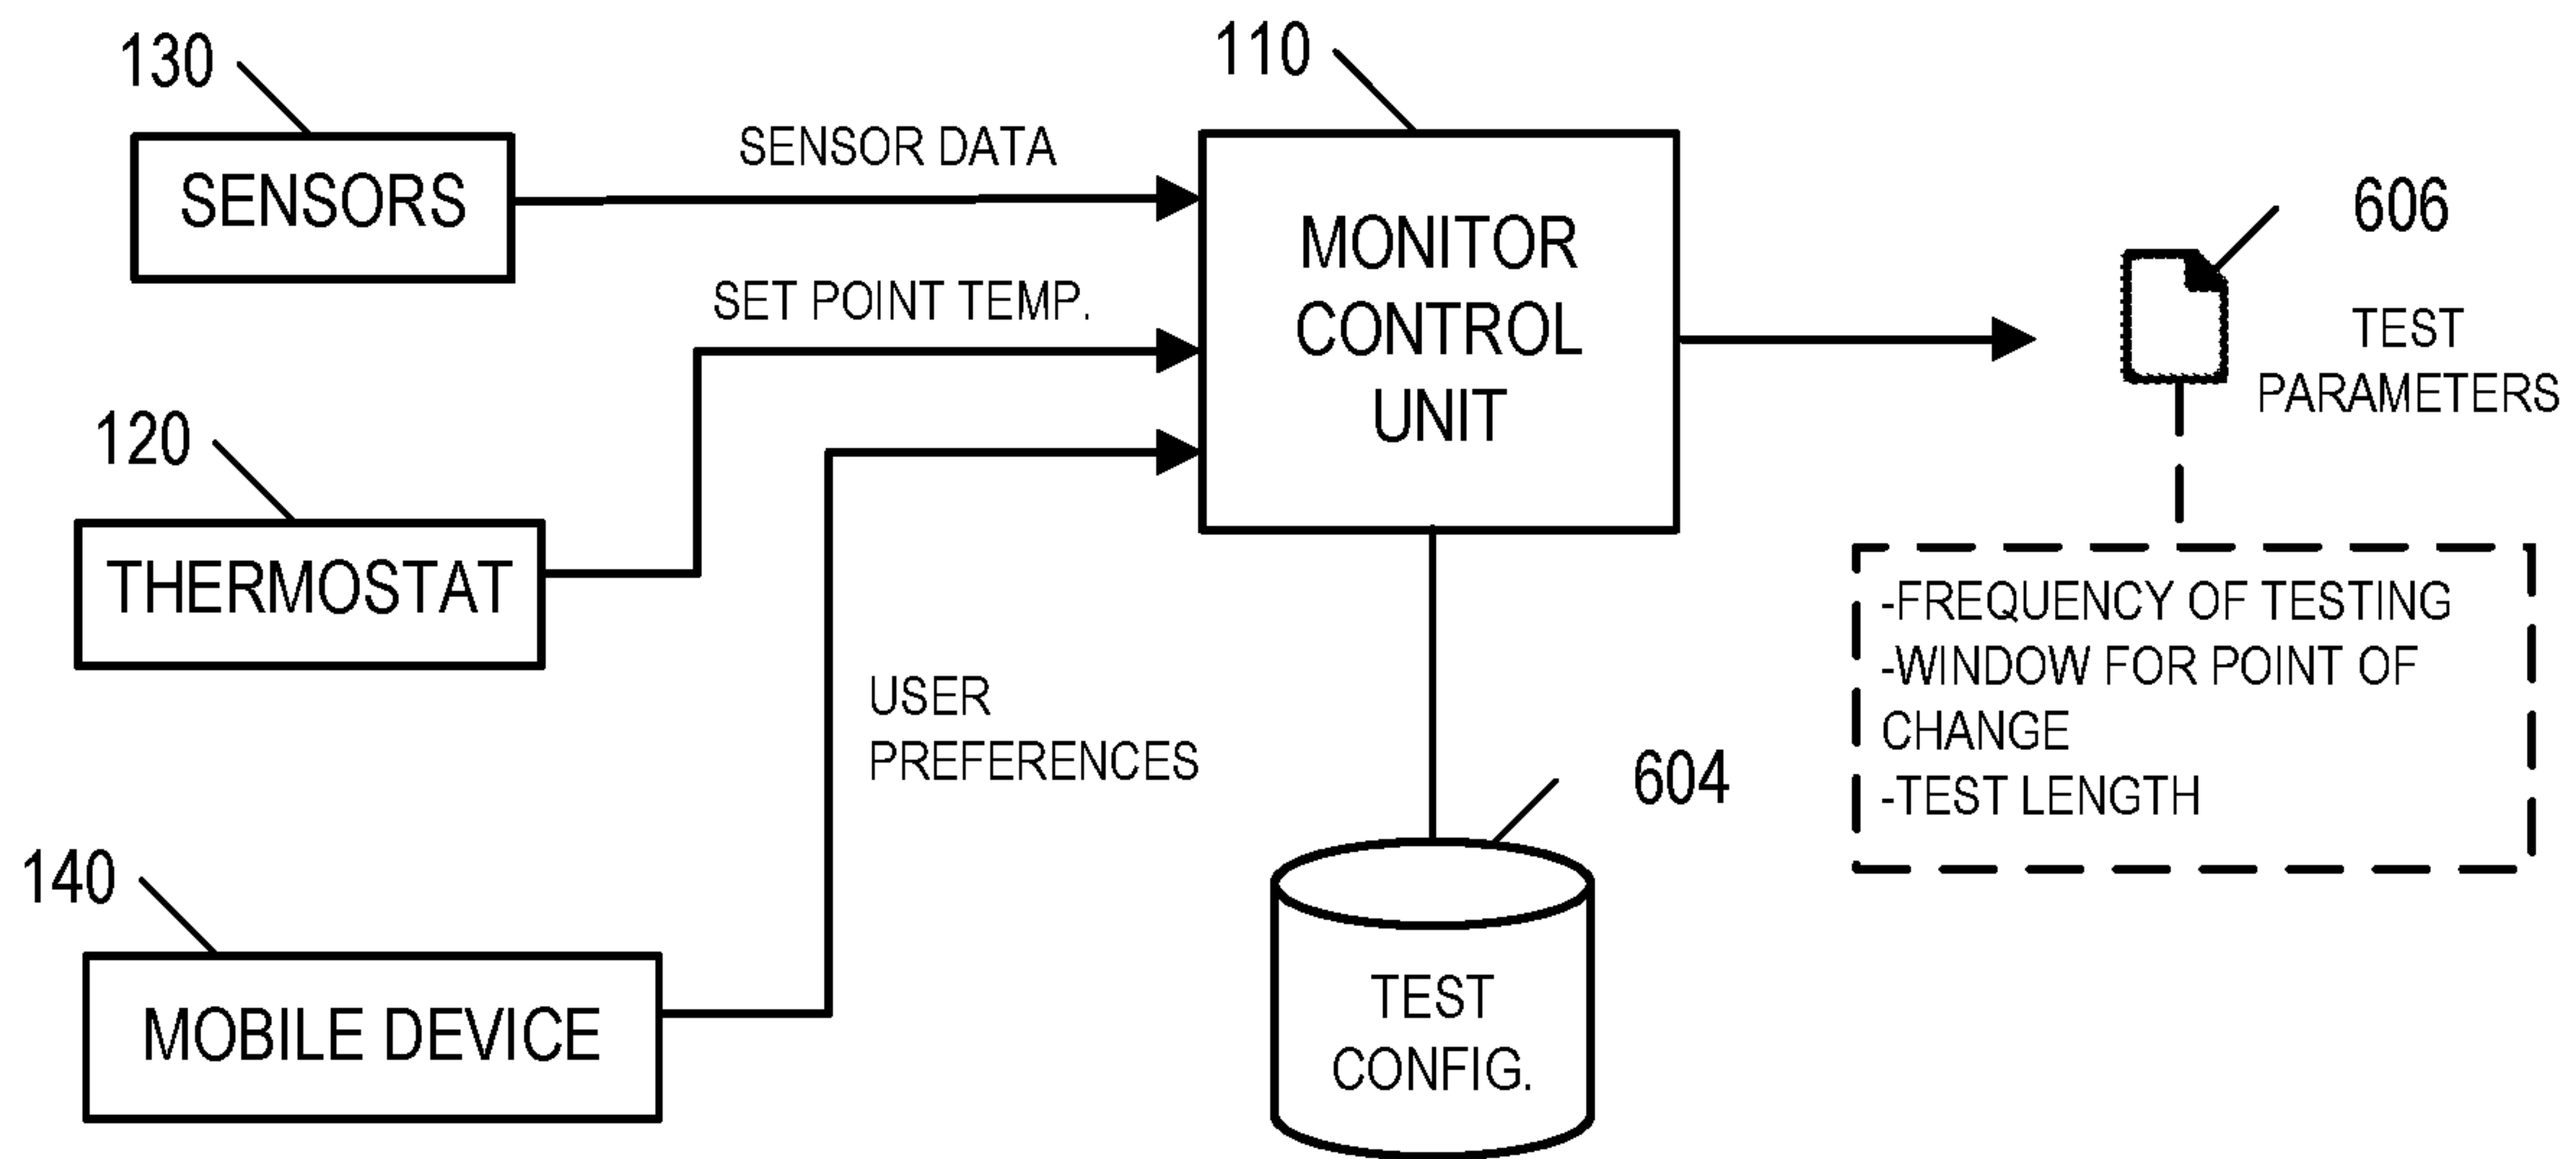 130
SENSORS
SENSOR DATA
110
MONITOR
CONTROL
UNIT
SET POINT TEMP.
120
THERMOSTAT
USER
PREFERENCES
140
MOBILE DEVICE
604
TEST
CONFIG.
606
TEST
PARAMETERS
-FREQUENCY OF TESTING
-WINDOW FOR POINT OF
CHANGE
-TEST LENGTH